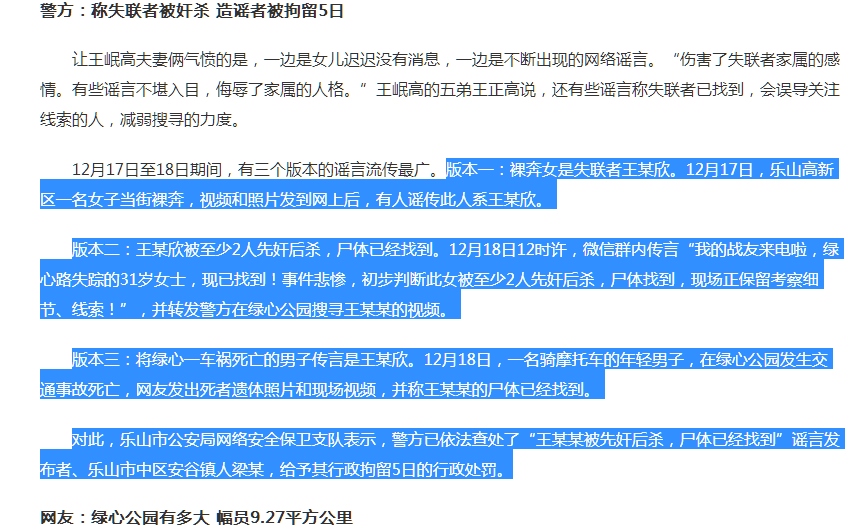 警方：称失联者被奸杀 造谣者被拘留5日
让王岷高夫妻俩气愤的是，一边是女儿迟迟没有消息，一边是不断出现的网络谣言。“伤害了失联者家属的感
情。有些谣言不堪入目，侮辱了家属的人格。”王岷高的五弟王正高说，还有些谣言称失联者已找到，会误导关注
线索的人，减弱搜寻的力度。
12月17日至18日期间，有三个版本的谣言流传最广。版本一：裸奔女是失联者王某欣。12月17日，乐山高新
区一名女子当街裸奔，视频和照片发到网上后，有人谣传此人系王某欣。
版本二：王某欣被至少2人先奸后杀，尸体已经找到。12月18日12时许，微信群内传言“我的战友来电啦，绿
心路失踪的31岁女士，现已找到！事件悲惨，初步判断此女被至少2人先奸后杀，尸体找到，现场正保留考察细
节、线索！”，并转发警方在绿心公园搜寻王某某的视频。
版本三：将绿心一车祸死亡的男子传言是王某欣。12月18日，一名骑摩托车的年轻男子，在绿心公园发生交
通事故死亡，网友发出死者遗体照片和现场视频，并称王某某的尸体已经找到。
对此，乐山市公安局网络安全保卫支队表示，警方已依法查处了“王某某被先奸后杀，尸体已经找到”谣言发
布者、乐山市中区安谷镇人梁某，给予其行政拘留5日的行政处罚。
网友：绿心公园有多大 幅员9.27平方公里